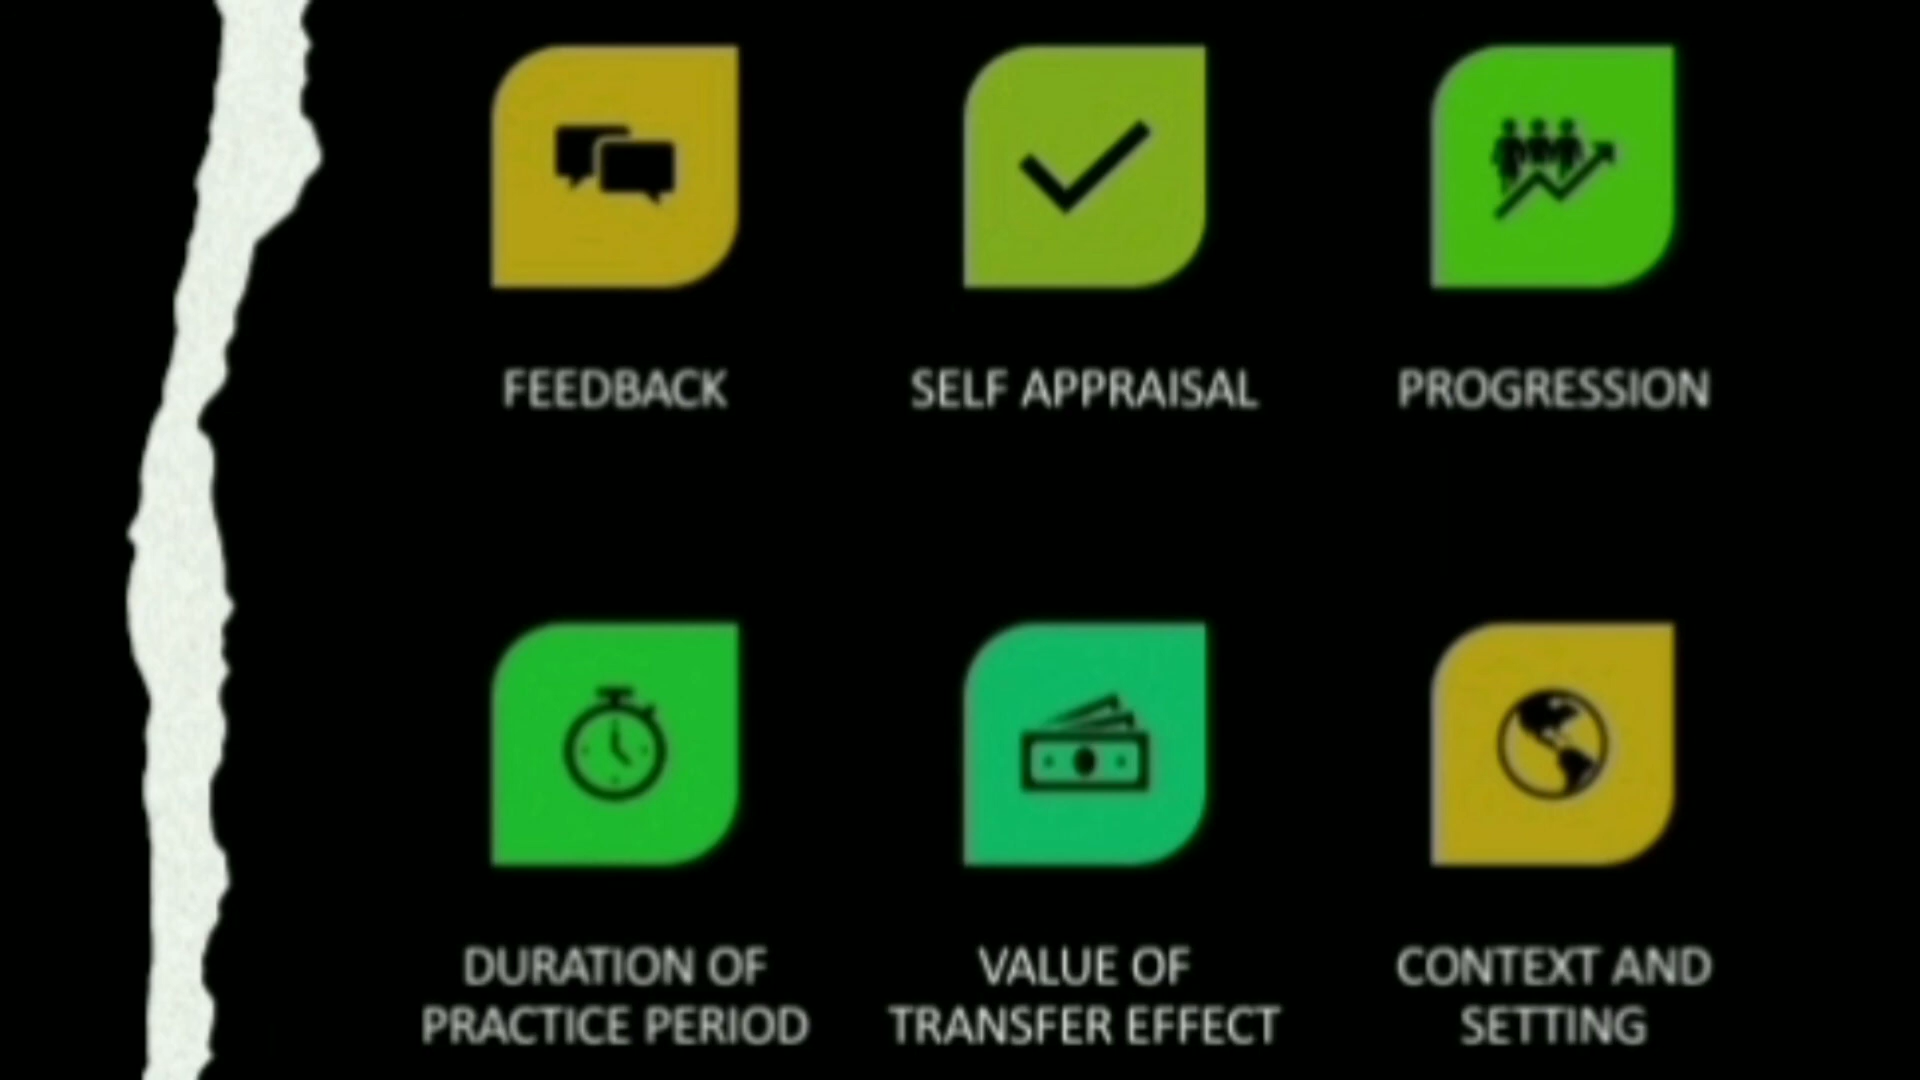 FEEDBACK
SELF APPRAISAL
PROGRESSION
DURATION OF
PRACTICE PERIOD
VALUE OF
TRANSFER EFFECT
CONTEXT AND
SETTING